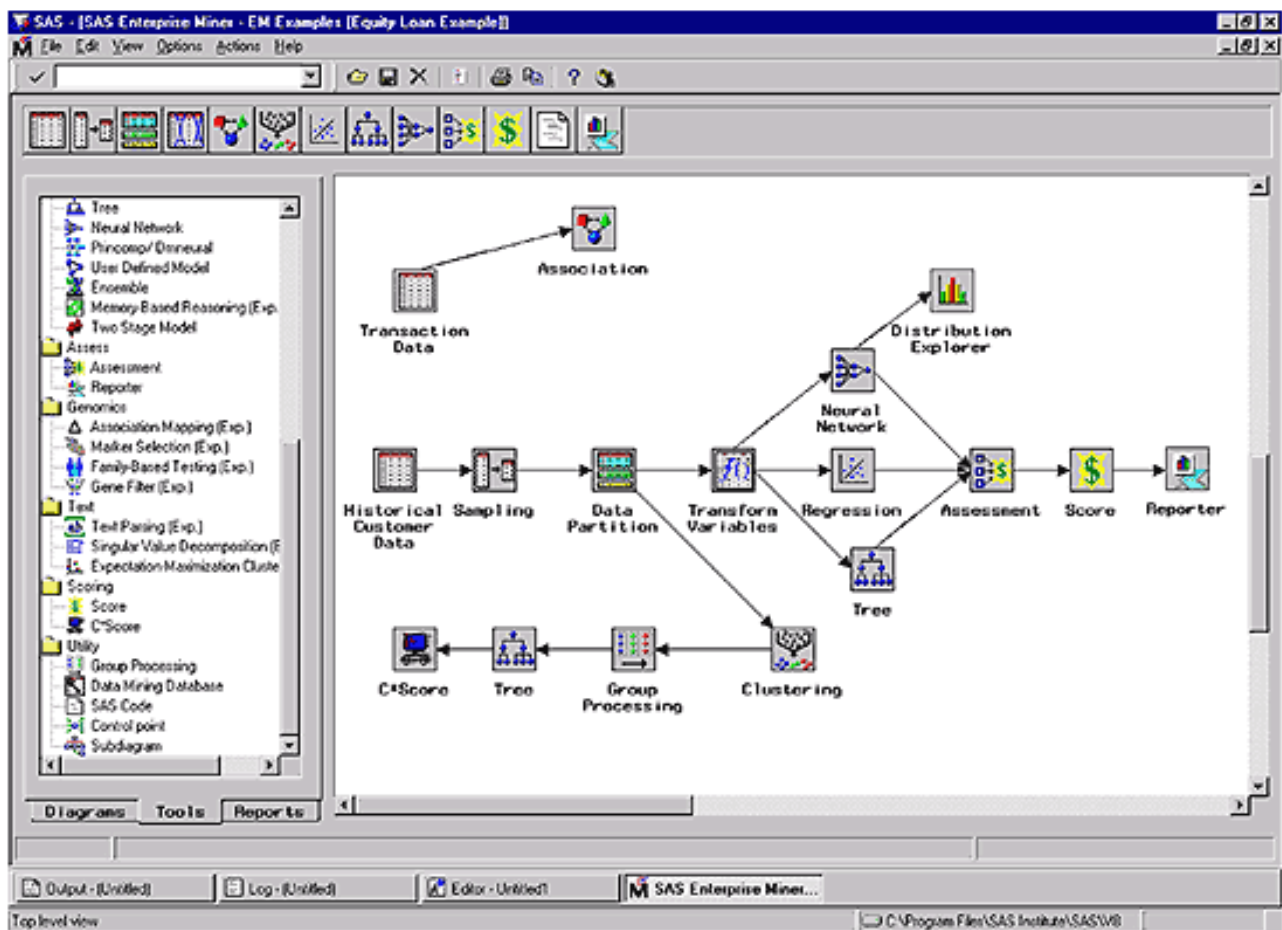 SAS - [SAS Enterprise Miner - EM Examples [Equity Loan Example]]
File Edit View Options Actions Help
Tree
Neural Network
Princomp/ Dmneural
User Defined Model
Ensemble
Memory-Based Reasoning (Exp.
Two Stage Model
Assess
Assessment
Reporter
Genomics
Association Mapping (Exp.)
Marker Selection (Exp.)
Family-Based Testing (Exp.)
Gene Filter (Exp.)
Text
Text Parsing (Exp.)
Singular Value Decomposition (E
Expectation-Maximization Cluste
Scoring
Score
C*Score
Utility
Group Processing
Data Mining Database
SAS Code
Control point
Subdiagram
Diagrams Tools Reports
Association
Transaction
Data
Distribution
Explorer
Neural
Network
Historical
Customer
Data
Sampling
Data
Partition
Transform
Variables
Regression
Assessment
Score
Reporter
Tree
C*Score
Tree
Group
Processing
Clustering
Output - (Untitled) Log - (Untitled) Editor - Untitled1 SAS Enterprise Miner...
Top level view C:\Program Files\SAS Institute\SAS\V8